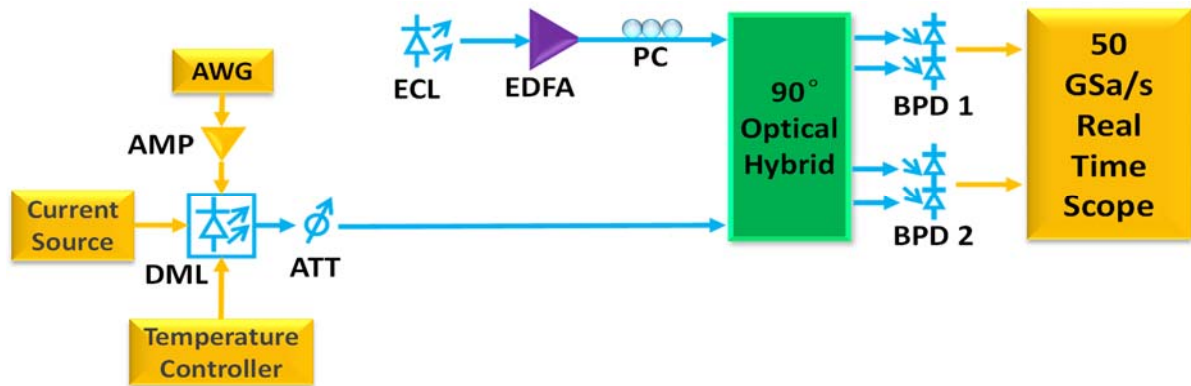 AWG
AMP
Current
Source
DML
ATT
Temperature
Controller
ECL
EDFA
PC
90°
Optical
Hybrid
BPD 1
BPD 2
50
GSa/s
Real
Time
Scope